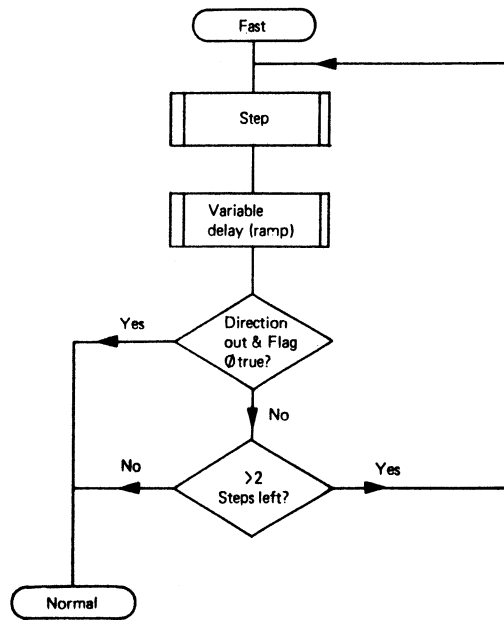 Fast
Step
Variable
delay (ramp)
Yes
Direction
out & Flag
Ø true?
No
No
>2
Steps left?
Yes
Normal